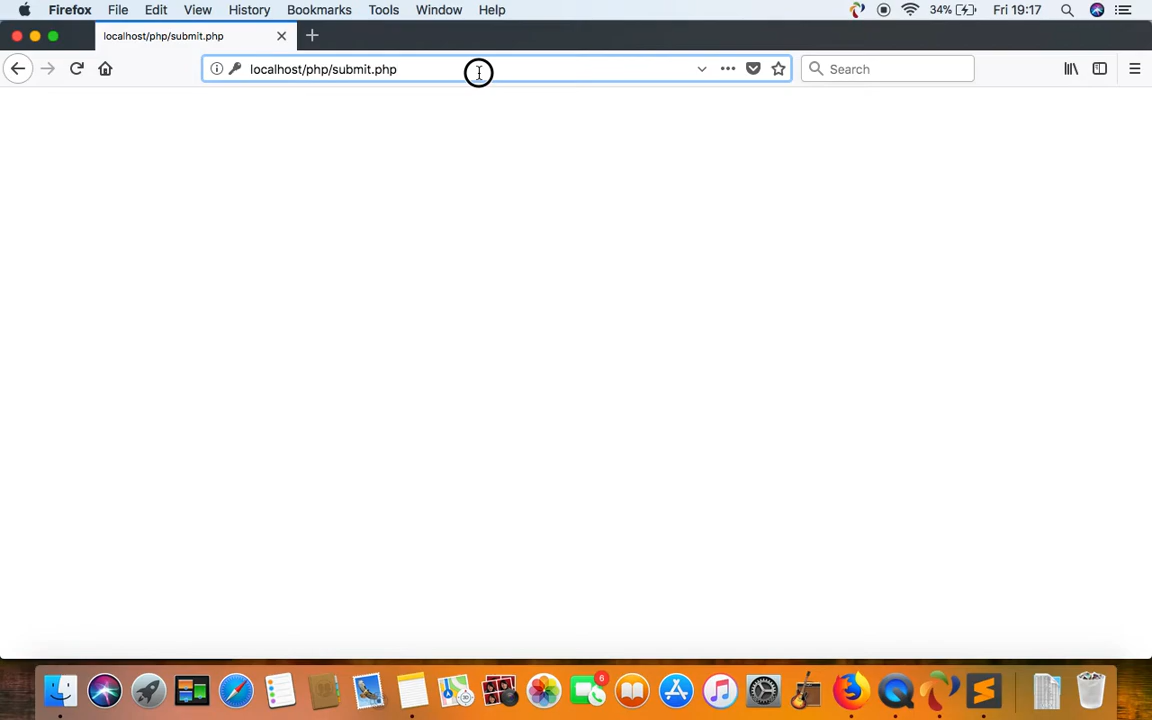 Firefox File Edit View History Bookmarks Tools Window Help 34% Fri 19:17
localhost/php/submit.php
localhost/php/submit.php Search
6